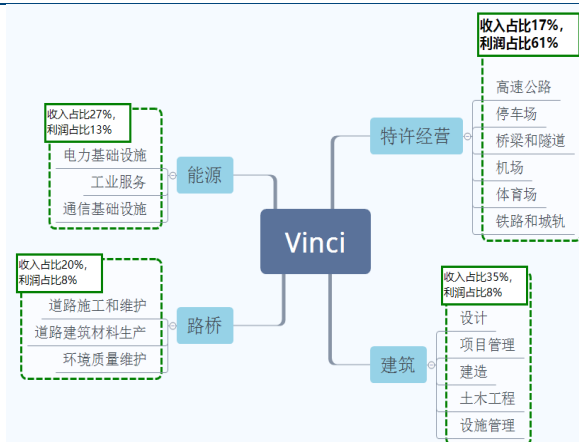 收入占比17%，
利润占比61%
特许经营
高速公路
停车场
桥梁和隧道
机场
体育场
铁路和城轨
收入占比27%，
利润占比13%
能源
电力基础设施
工业服务
通信基础设施
Vinci
收入占比20%，
利润占比8%
路桥
道路施工和维护
道路建筑材料生产
环境质量维护
收入占比35%，
利润占比8%
建筑
设计
项目管理
建造
土木工程
设施管理